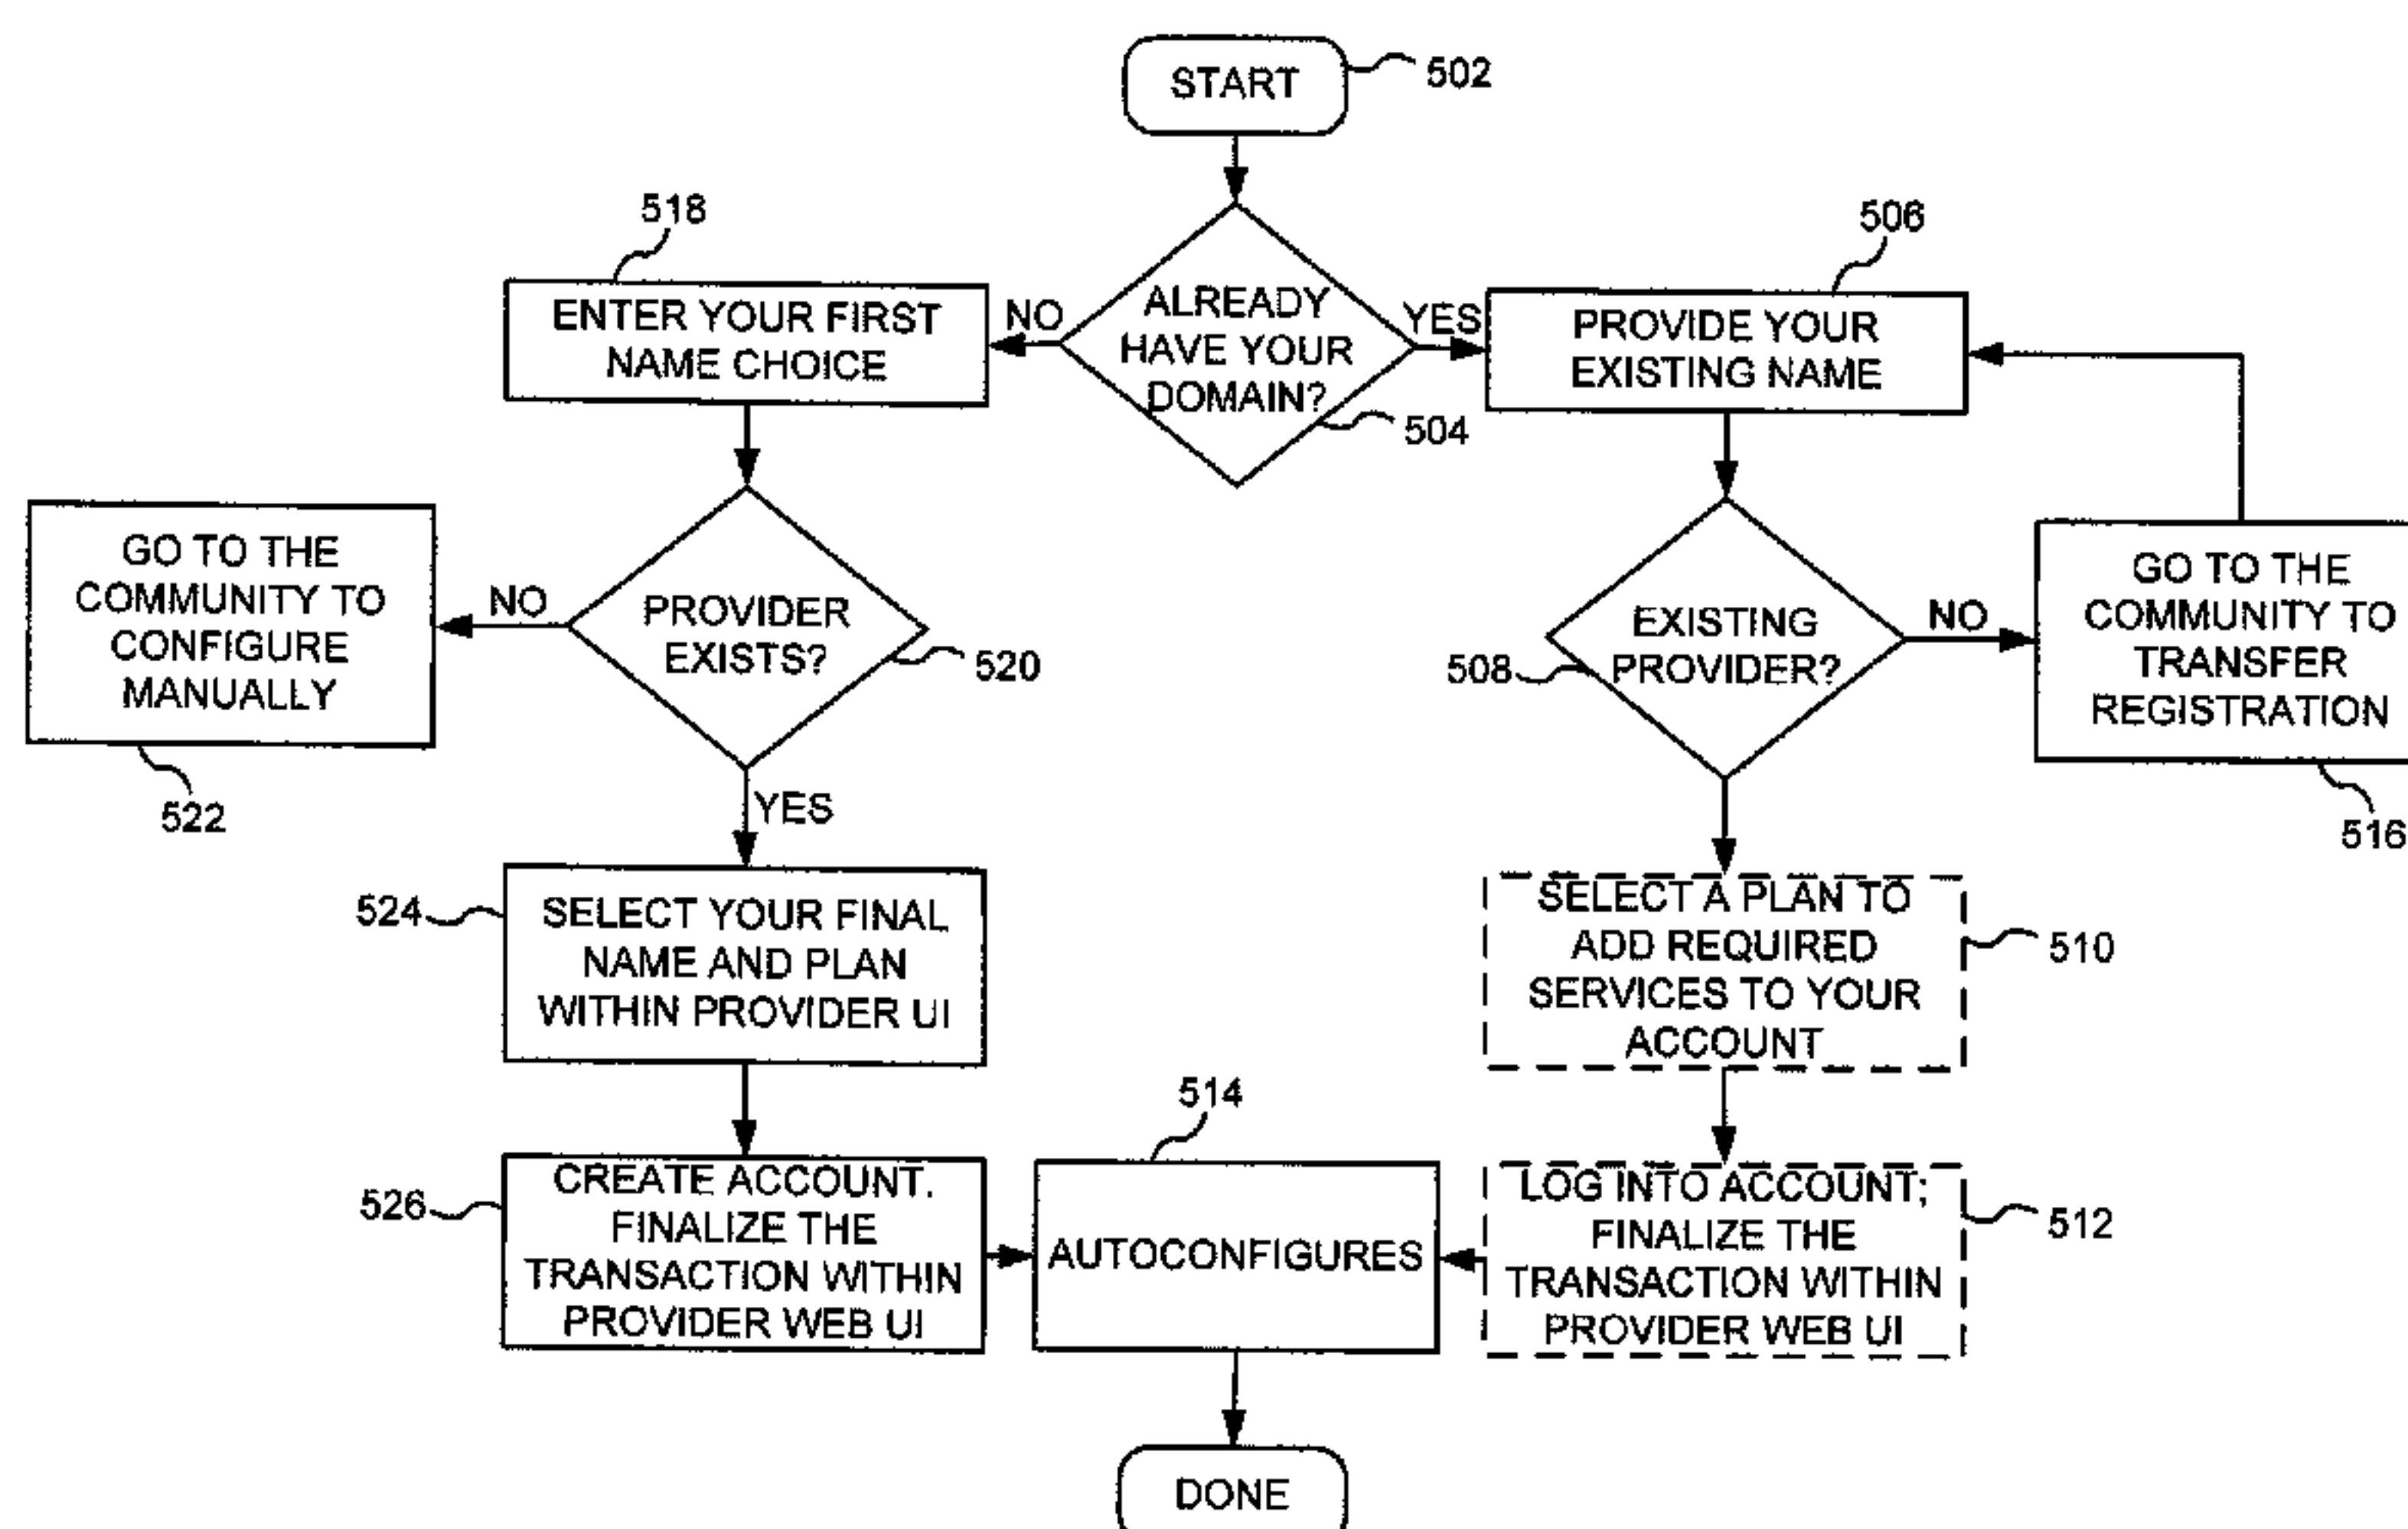 START
502
518
506
ENTER YOUR FIRST
NAME CHOICE
NO
ALREADY
HAVE YOUR
DOMAIN?
YES
504
PROVIDE YOUR
EXISTING NAME
GO TO THE
COMMUNITY TO
CONFIGURE
MANUALLY
522
NO
PROVIDER
EXISTS?
520
YES
508
EXISTING
PROVIDER?
NO
GO TO THE
COMMUNITY TO
TRANSFER
REGISTRATION
516
524
SELECT YOUR FINAL
NAME AND PLAN
WITHIN PROVIDER UI
SELECT A PLAN TO
ADD REQUIRED
SERVICES TO YOUR
ACCOUNT
510
526
CREATE ACCOUNT.
FINALIZE THE
TRANSACTION WITHIN
PROVIDER WEB UI
514
AUTOCONFIGURES
LOG INTO ACCOUNT;
FINALIZE THE
TRANSACTION WITHIN
PROVIDER WEB UI
512
DONE